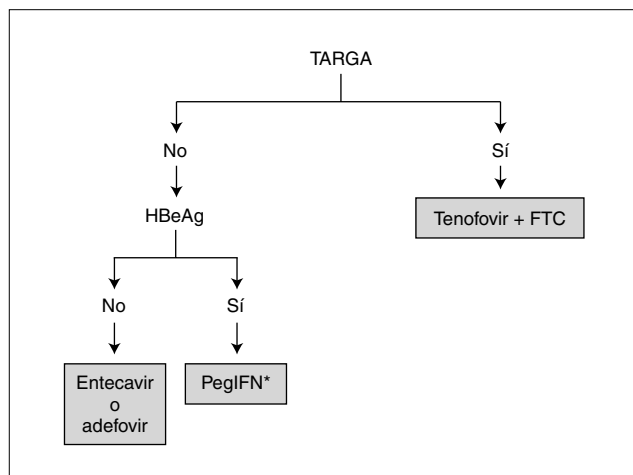 TARGA
No
Sí
HBeAg
Tenofovir + FTC
No
Sí
Entecavir
o
adefovir
PegIFN*